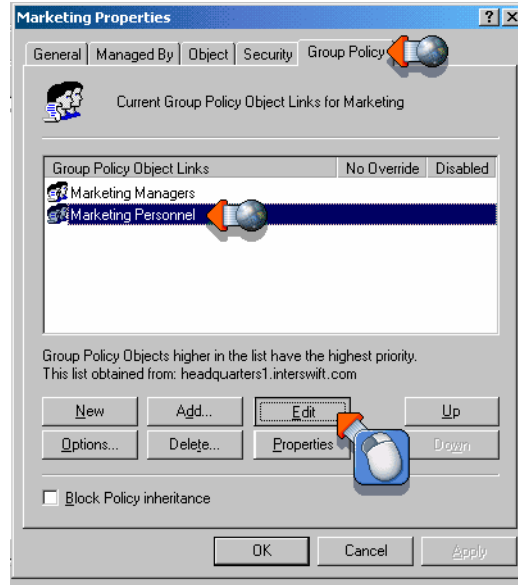 Marketing Properties
General Managed By Object Security Group Policy
Current Group Policy Object Links for Marketing
Group Policy Object Links No Override Disabled
Marketing Managers
Marketing Personnel
Group Policy Objects higher in the list have the highest priority.
This list obtained from: headquarters1.interswift.com
New Add... Edit Up
Options... Delete... Properties Down
Block Policy inheritance
OK Cancel Apply